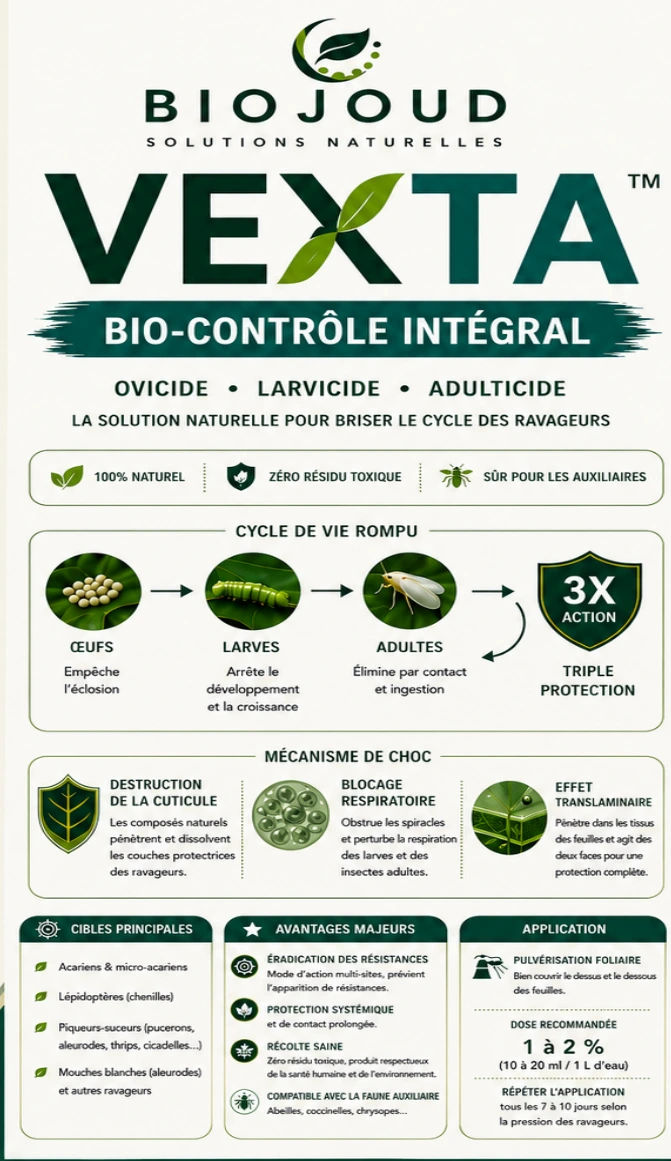 BIOJOUD
SOLUTIONS NATURELLES
VEXTA™
BIO-CONTRÔLE INTÉGRAL
OVICIDE • LARVICIDE • ADULTICIDE
LA SOLUTION NATURELLE POUR BRISER LE CYCLE DES RAVAGEURS
100% NATUREL
ZÉRO RÉSIDU TOXIQUE
SÛR POUR LES AUXILIAIRES
CYCLE DE VIE ROMPU
ŒUFS
Empêche
l'éclosion
LARVES
Arrête le
développement
et la croissance
ADULTES
Élimine par contact
et ingestion
3X
ACTION
TRIPLE
PROTECTION
MÉCANISME DE CHOC
DESTRUCTION
DE LA CUTICULE
Les composés naturels
pénètrent et dissolvent
les couches protectrices
des ravageurs.
BLOCAGE
RESPIRATOIRE
Obstrue les spiracles
et perturbe la respiration
des larves et des
insectes adultes.
EFFET
TRANSLAMINAIRE
Pénètre dans les tissus
des feuilles et agit des
deux faces pour une
protection complète.
CIBLES PRINCIPALES
Acariens & micro-acariens
Lépidoptères (chenilles)
Piqueurs-suceurs (pucerons,
aleurodes, thrips, cicadelles...)
Mouches blanches (aleurodes)
et autres ravageurs
AVANTAGES MAJEURS
ÉRADICATION DES RÉSISTANCES
Mode d'action multi-sites, prévient
l'apparition de résistances.
PROTECTION SYSTÉMIQUE
et de contact prolongée.
RÉCOLTE SAINE
Zéro résidu toxique, produit respectueux
de la santé humaine et de l'environnement.
COMPATIBLE AVEC LA FAUNE AUXILIAIRE
Abeilles, coccinelles, chrysopes...
APPLICATION
PULVÉRISATION FOLIAIRE
Bien couvrir le dessus et le dessous
des feuilles.
DOSE RECOMMANDÉE
1 à 2 %
(10 à 20 ml / 1 L d'eau)
RÉPÉTER L'APPLICATION
tous les 7 à 10 jours selon
la pression des ravageurs.